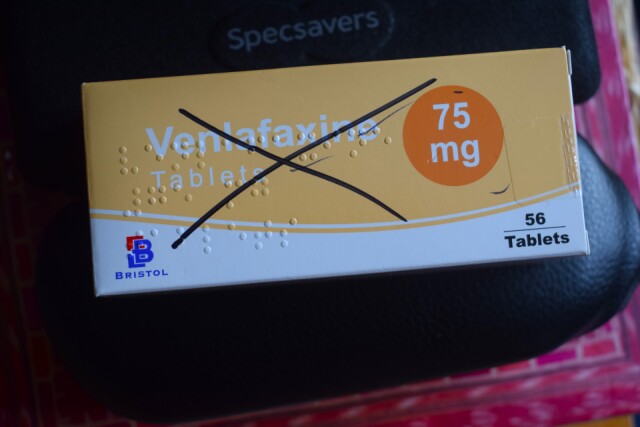 Specsavers
Venlafaxine
Tablets
75
mg
56
Tablets
BRISTOL